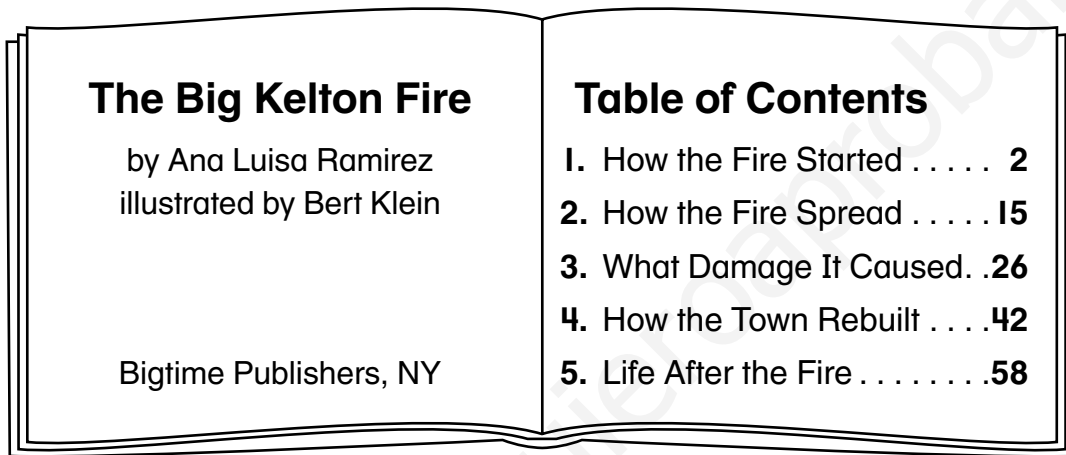 The Big Kelton Fire
by Ana Luisa Ramirez
illustrated by Bert Klein
Bigtime Publishers, NY
Table of Contents
1. How the Fire Started . . . . . 2
2. How the Fire Spread . . . . . 15
3. What Damage It Caused. . 26
4. How the Town Rebuilt . . . . 42
5. Life After the Fire . . . . . . . . 58